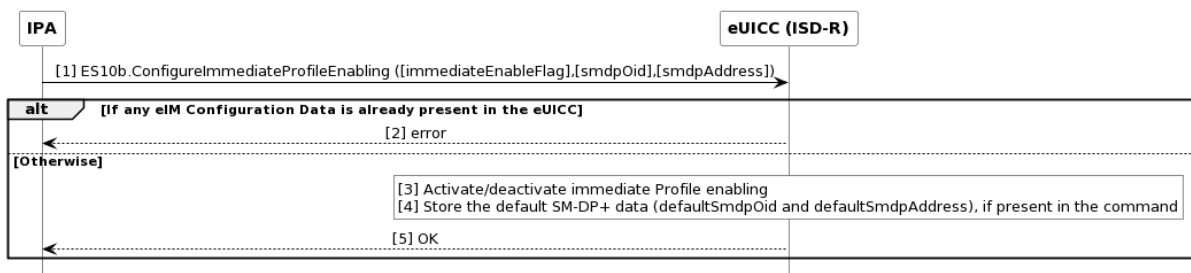 IPA
eUICC (ISD-R)
[1] ES10b.ConfigureImmediateProfileEnabling ([immediateEnableFlag],[smdpOid],[smdpAddress])
alt [If any eIM Configuration Data is already present in the eUICC]
[2] error
[Otherwise]
[3] Activate/deactivate immediate Profile enabling
[4] Store the default SM-DP+ data (defaultSmdpOid and defaultSmdpAddress), if present in the command
[5] OK